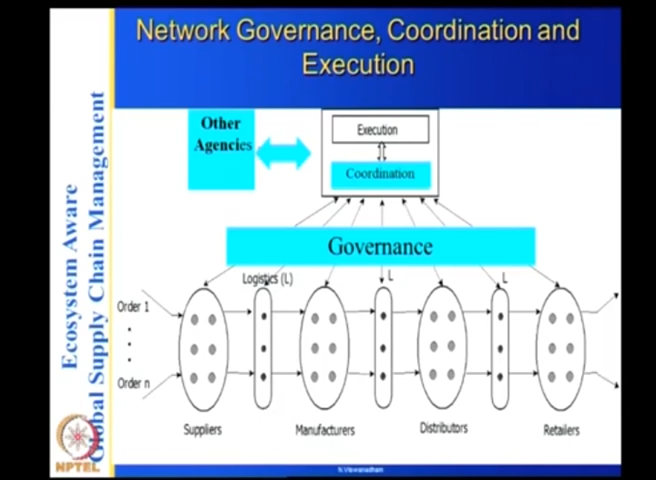 Network Governance, Coordination and
Execution
Ecosystem Aware
Global Supply Chain Management
Other
Agencies
Execution
Coordination
Governance
Logistics (L)
L
L
Order 1
Order n
Suppliers
Manufacturers
Distributors
Retailers
NPTEL
N.Viswanadham